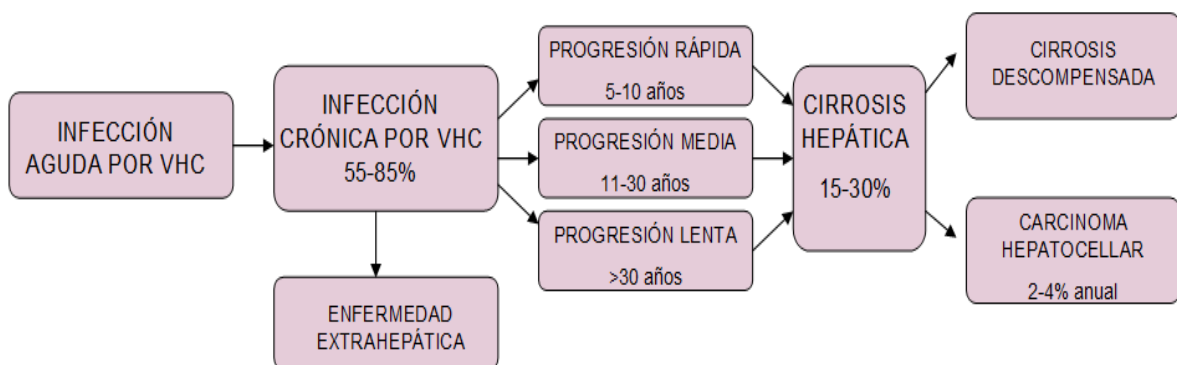 INFECCIÓN
AGUDA POR VHC
INFECCIÓN
CRÓNICA POR VHC
55-85%
ENFERMEDAD
EXTRAHEPÁTICA
PROGRESIÓN RÁPIDA
5-10 años
PROGRESIÓN MEDIA
11-30 años
PROGRESIÓN LENTA
>30 años
CIRROSIS
HEPÁTICA
15-30%
CIRROSIS
DESCOMPENSADA
CARCINOMA
HEPATOCELLAR
2-4% anual